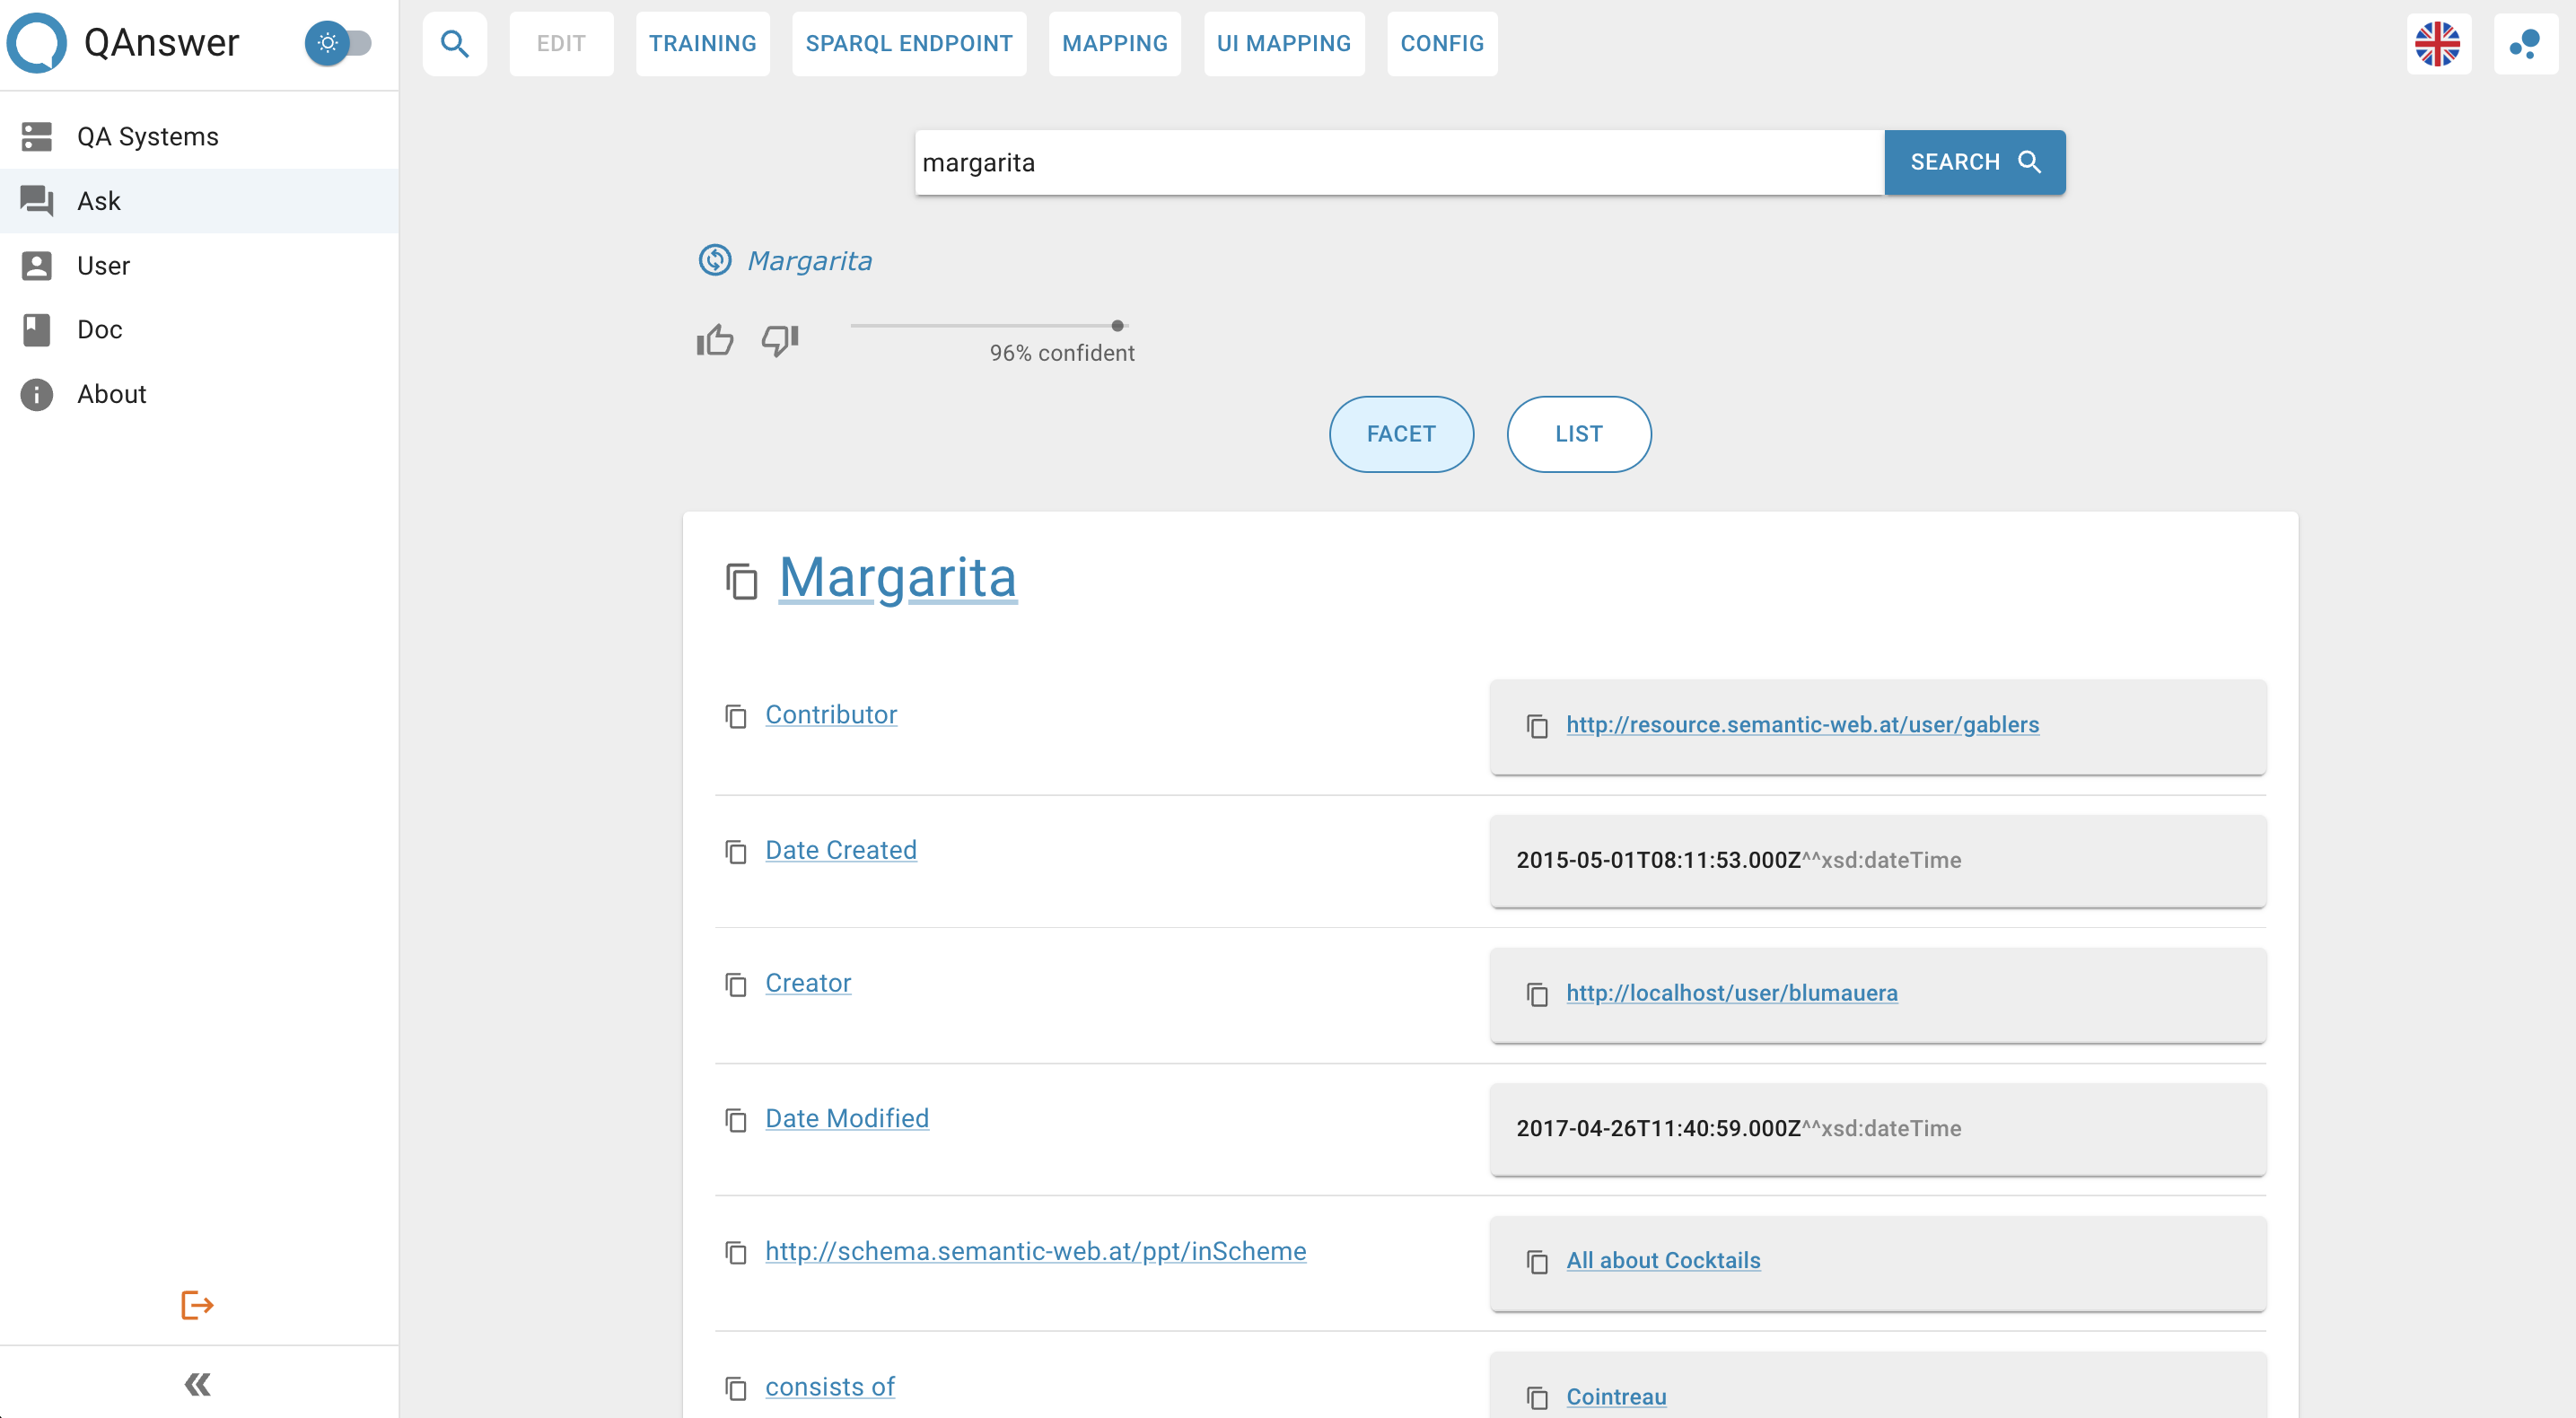 QAnswer
EDIT
TRAINING
SPARQL ENDPOINT
MAPPING
UI MAPPING
CONFIG
QA Systems
Ask
User
Doc
About
margarita
SEARCH
Margarita
96% confident
FACET
LIST
Margarita
Contributor
http://resource.semantic-web.at/user/gablers
Date Created
2015-05-01T08:11:53.000Z^^xsd:dateTime
Creator
http://localhost/user/blumauera
Date Modified
2017-04-26T11:40:59.000Z^^xsd:dateTime
http://schema.semantic-web.at/ppt/inScheme
All about Cocktails
consists of
Cointreau